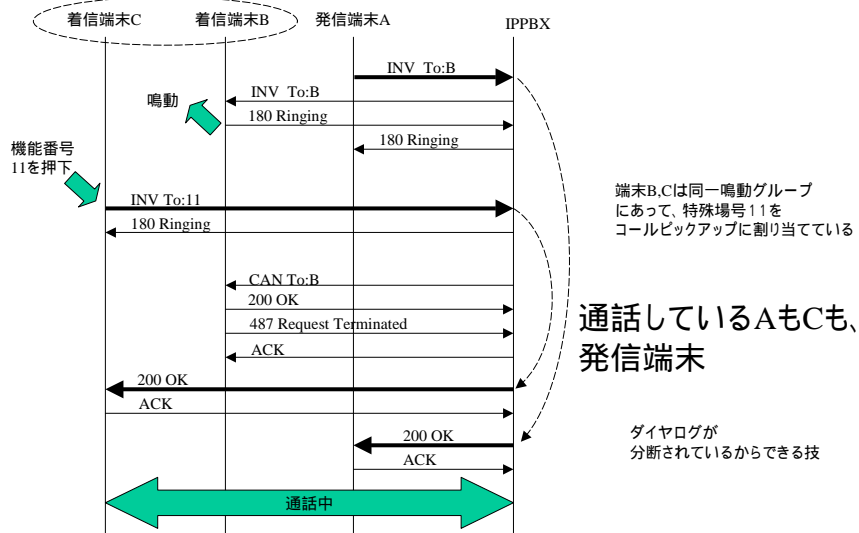 着信端末C
着信端末B
発信端末A
IPPBX
INV To:B
INV To:B
鳴動
180 Ringing
180 Ringing
機能番号
11を押下
INV To:11
180 Ringing
端末B,Cは同一鳴動グループ
にあって、特殊場号11を
コールピックアップに割り当てている
CAN To:B
200 OK
487 Request Terminated
ACK
通話しているAもCも、
発信端末
200 OK
ACK
200 OK
ACK
ダイヤログが
分断されているからできる技
通話中